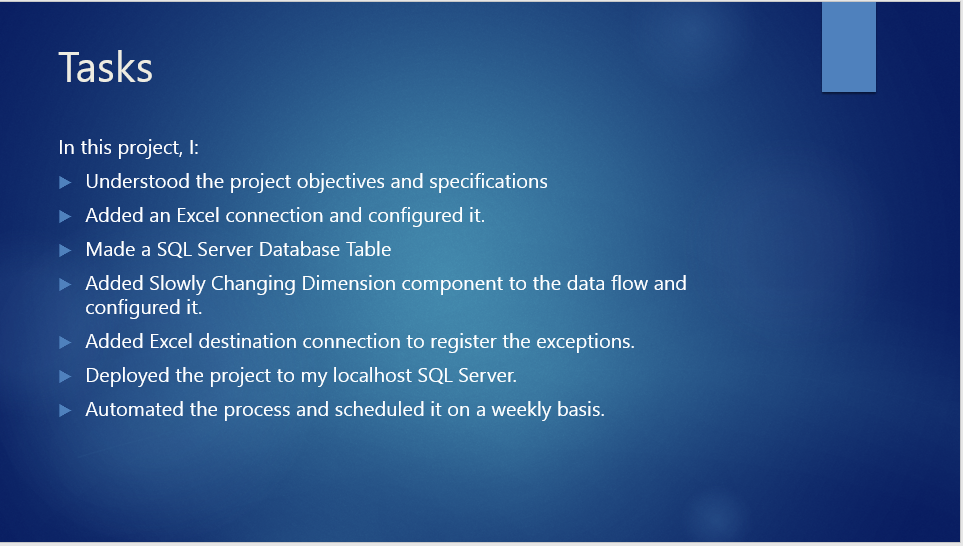 Tasks
In this project, I:
Understood the project objectives and specifications
Added an Excel connection and configured it.
Made a SQL Server Database Table
Added Slowly Changing Dimension component to the data flow and
configured it.
Added Excel destination connection to register the exceptions.
Deployed the project to my localhost SQL Server.
Automated the process and scheduled it on a weekly basis.